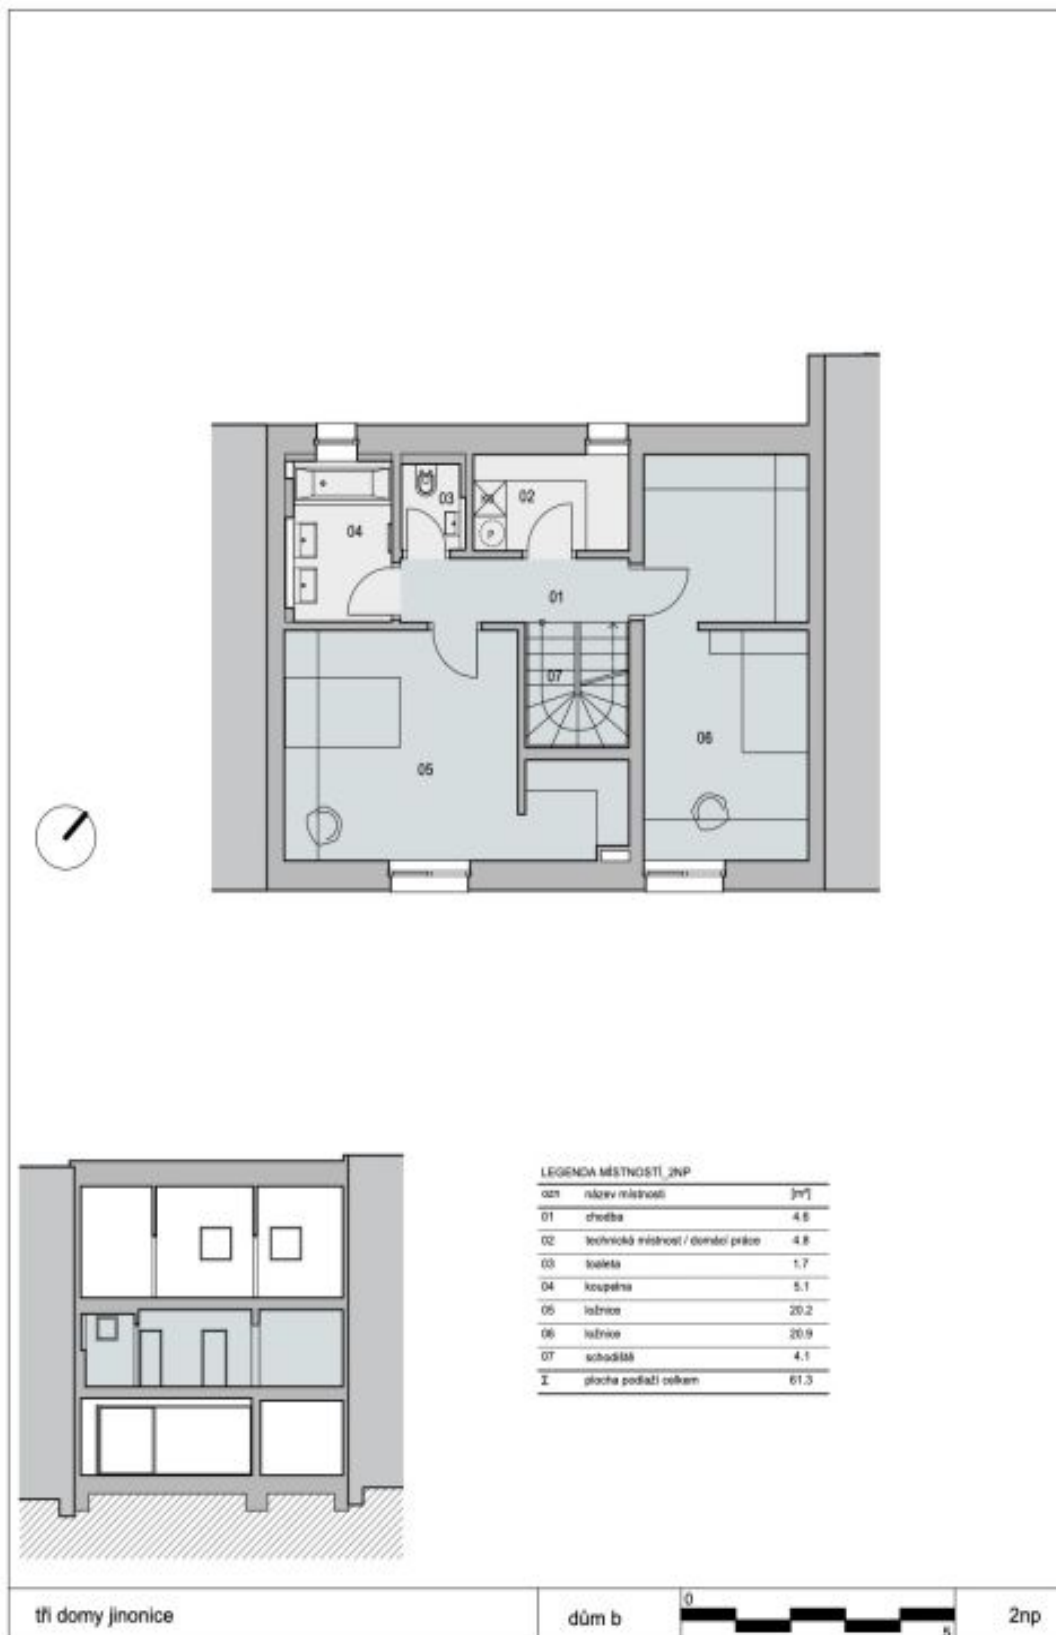 03
02
KO
P
04
01
07
06
05
LEGENDA MÍSTNOSTÍ_2NP
ozn název místnosti [m²]
01 chodba 4.6
02 technická místnost / domácí práce 4.8
03 toaleta 1.7
04 koupelna 5.1
05 ložnice 20.2
06 ložnice 20.9
07 schodiště 4.1
Σ plocha podlaží celkem 61.3
tři domy jinonice
dům b
0
5
2np